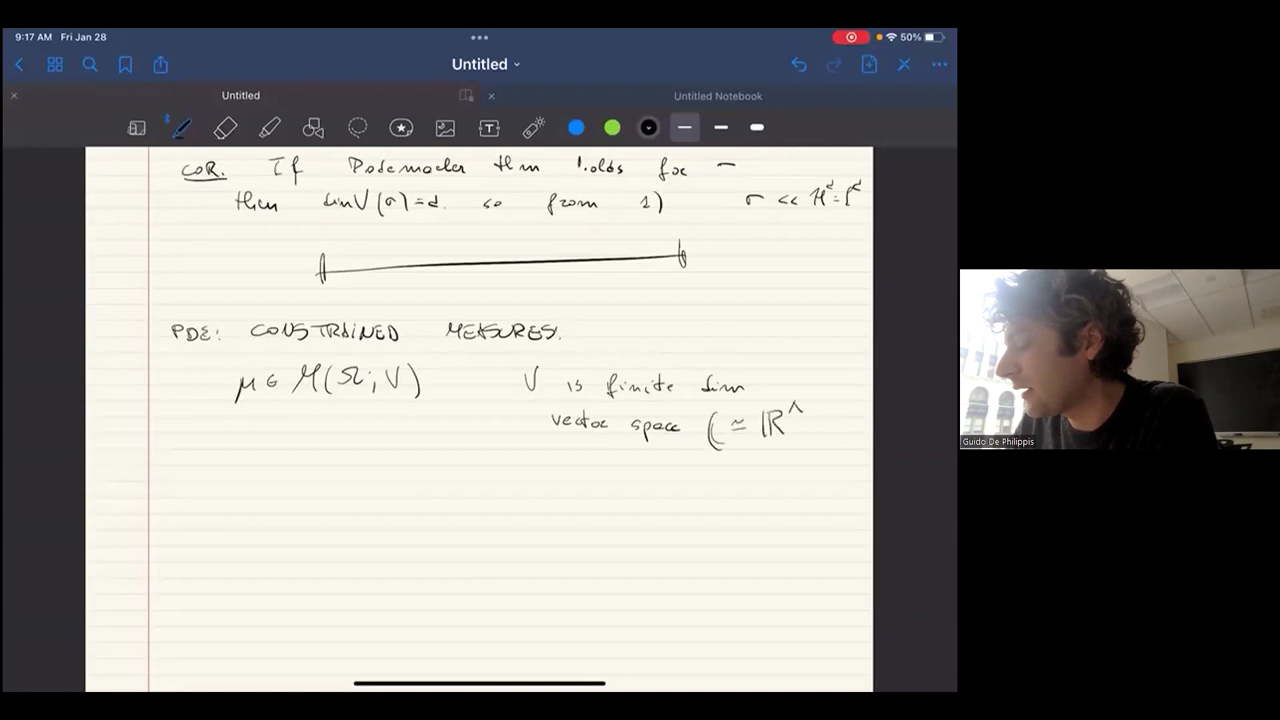 9:17 AM Fri Jan 28
50%
Untitled
Untitled
Untitled Notebook
COR. If Rademacher thm holds for σ
then dim V(σ)=d. so from 1) σ << H^d = L^d
PDE: CONSTRAINED MEASURES.
μ ∈ M(Ω; V) V is finite dim
vector space (≃ ℝ^
Guido De Philippis